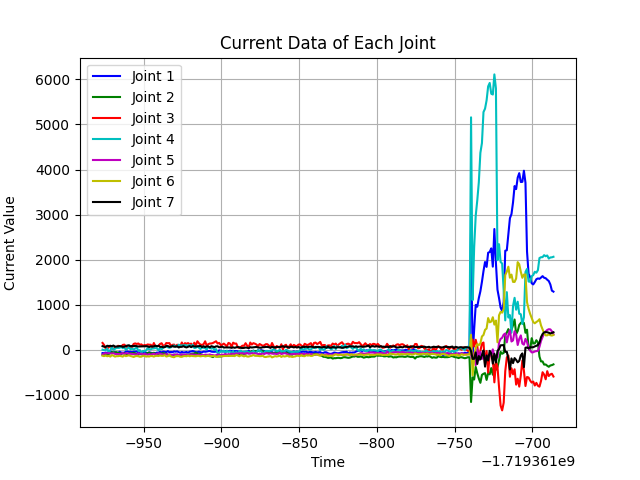 Current Data of Each Joint
Joint 1
Joint 2
Joint 3
Joint 4
Joint 5
Joint 6
Joint 7
Current Value
6000
5000
4000
3000
2000
1000
0
−1000
−950
−900
−850
−800
−750
−700
Time
−1.719361e9